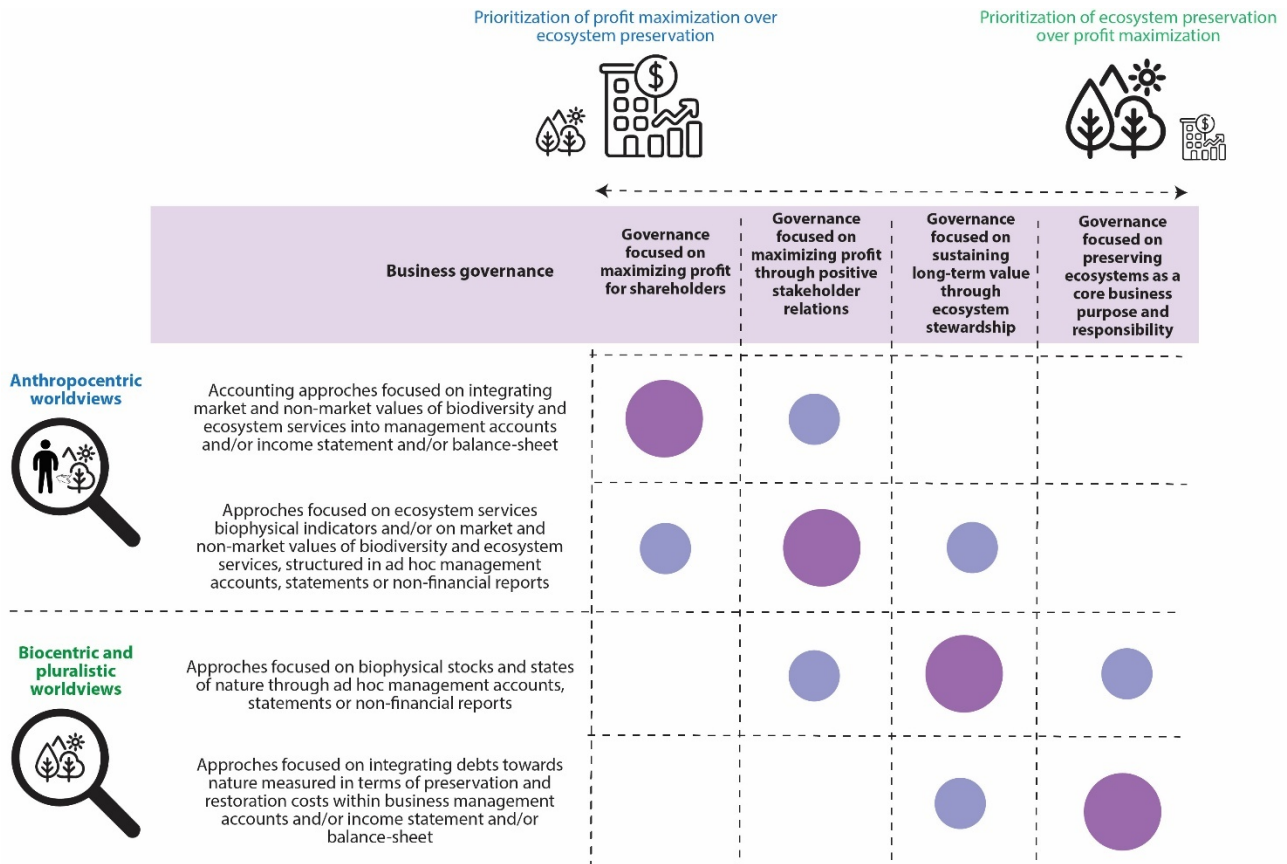 Prioritization of profit maximization over
ecosystem preservation
Prioritization of ecosystem preservation
over profit maximization
$
$
Business governance
Governance
focused on
maximizing profit
for shareholders
Governance
focused on
maximizing profit
through positive
stakeholder
relations
Governance
focused on
sustaining
long-term value
through
ecosystem
stewardship
Governance
focused on
preserving
ecosystems as a
core business
purpose and
responsibility
Anthropocentric
worldviews
Accounting approches focused on integrating
market and non-market values of biodiversity and
ecosystem services into management accounts
and/or income statement and/or balance-sheet
Approches focused on ecosystem services
biophysical indicators and/or on market and
non-market values of biodiversity and ecosystem
services, structured in ad hoc management
accounts, statements or non-financial reports
Biocentric and
pluralistic
worldviews
Approches focused on biophysical stocks and states
of nature through ad hoc management accounts,
statements or non-financial reports
Approches focused on integrating debts towards
nature measured in terms of preservation and
restoration costs within business management
accounts and/or income statement and/or
balance-sheet